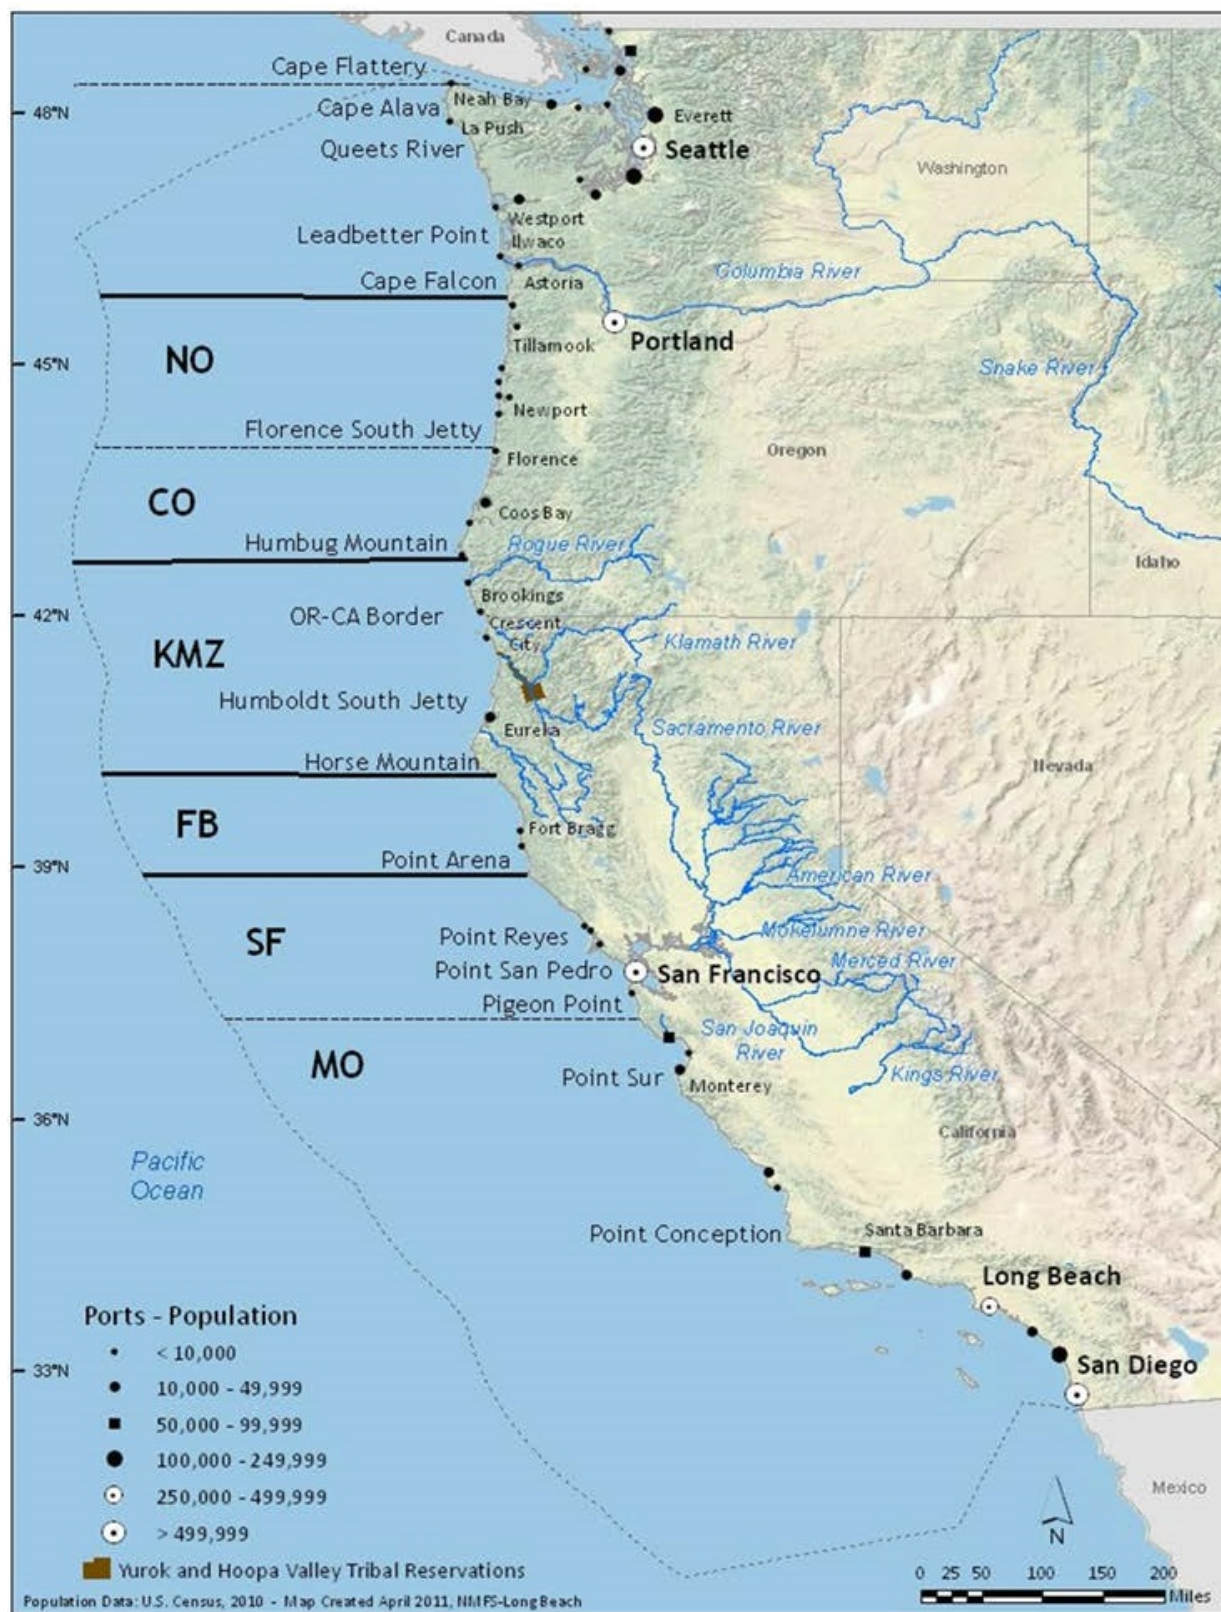 Canada
Cape Flattery
Neah Bay
Cape Alava
48°N
La Push
Everett
Queets River
Seattle
Washington
Westport
Leadbetter Point
Ilwaco
Columbia River
Cape Falcon
Astoria
Portland
Tillamook
NO
45°N
Snake River
Newport
Florence South Jetty
Florence
Oregon
CO
Coos Bay
Humbug Mountain
Rogue River
Idaho
Brookings
42°N
OR-CA Border
Crescent
City
Klamath River
KMZ
Humboldt South Jetty
Eureka
Sacramento River
Horse Mountain
Nevada
FB
Fort Bragg
Point Arena
39°N
American River
SF
Point Reyes
Mokelumne River
Merced River
Point San Pedro
San Francisco
Pigeon Point
San Joaquin
River
MO
Point Sur
Monterey
Kings River
36°N
California
Pacific
Ocean
Point Conception
Santa Barbara
Long Beach
Ports - Population
< 10,000
33°N
San Diego
10,000 - 49,999
50,000 - 99,999
100,000 - 249,999
250,000 - 499,999
> 499,999
Mexico
N
Yurok and Hoopa Valley Tribal Reservations
0 25 50 100 150 200
Miles
Population Data: U.S. Census, 2010 - Map Created April 2011, NMFS-Long Beach